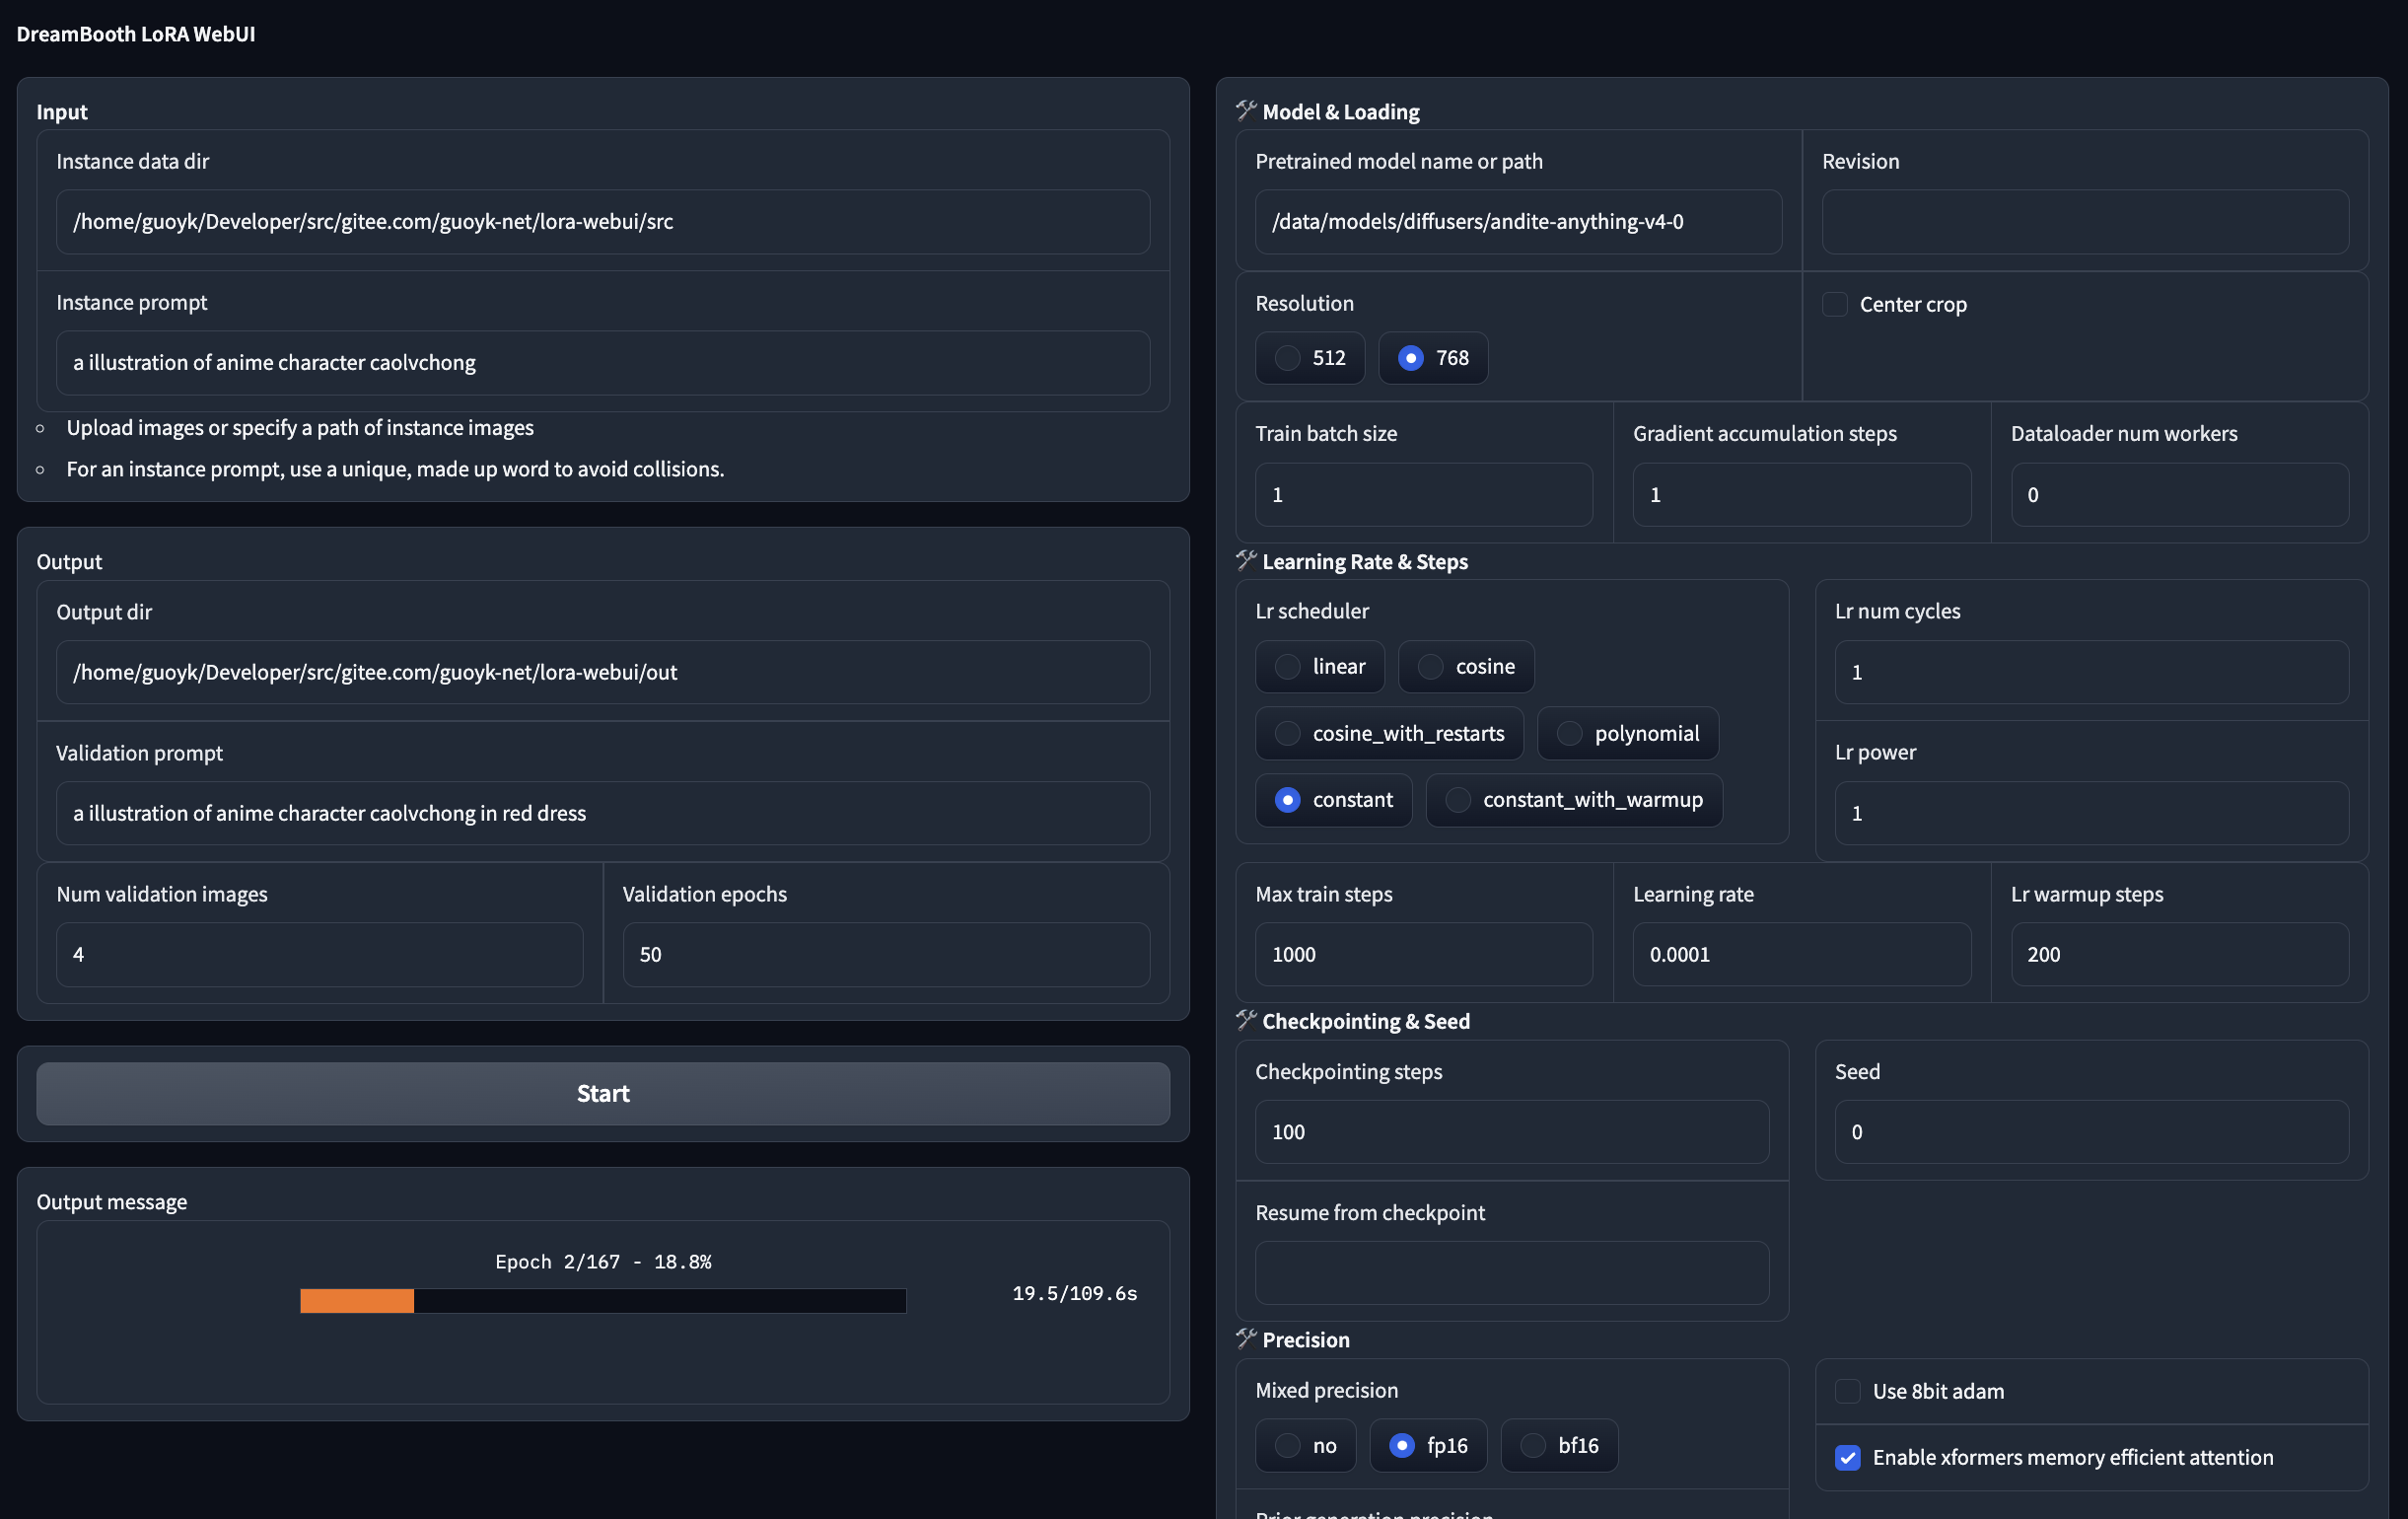 DreamBooth LoRA WebUI
Input
Instance data dir
/home/guoyk/Developer/src/gitee.com/guoyk-net/lora-webui/src
Instance prompt
a illustration of anime character caolvchong
Upload images or specify a path of instance images
For an instance prompt, use a unique, made up word to avoid collisions.
Output
Output dir
/home/guoyk/Developer/src/gitee.com/guoyk-net/lora-webui/out
Validation prompt
a illustration of anime character caolvchong in red dress
Num validation images
4
Validation epochs
50
Start
Output message
Epoch 2/167 - 18.8%
19.5/109.6s
Model & Loading
Pretrained model name or path
/data/models/diffusers/andite-anything-v4-0
Revision
Resolution
512
768
Center crop
Train batch size
1
Gradient accumulation steps
1
Dataloader num workers
0
Learning Rate & Steps
Lr scheduler
linear
cosine
cosine_with_restarts
polynomial
constant
constant_with_warmup
Lr num cycles
1
Lr power
1
Max train steps
1000
Learning rate
0.0001
Lr warmup steps
200
Checkpointing & Seed
Checkpointing steps
100
Seed
0
Resume from checkpoint
Precision
Mixed precision
no
fp16
bf16
Use 8bit adam
Enable xformers memory efficient attention
Prior generation precision